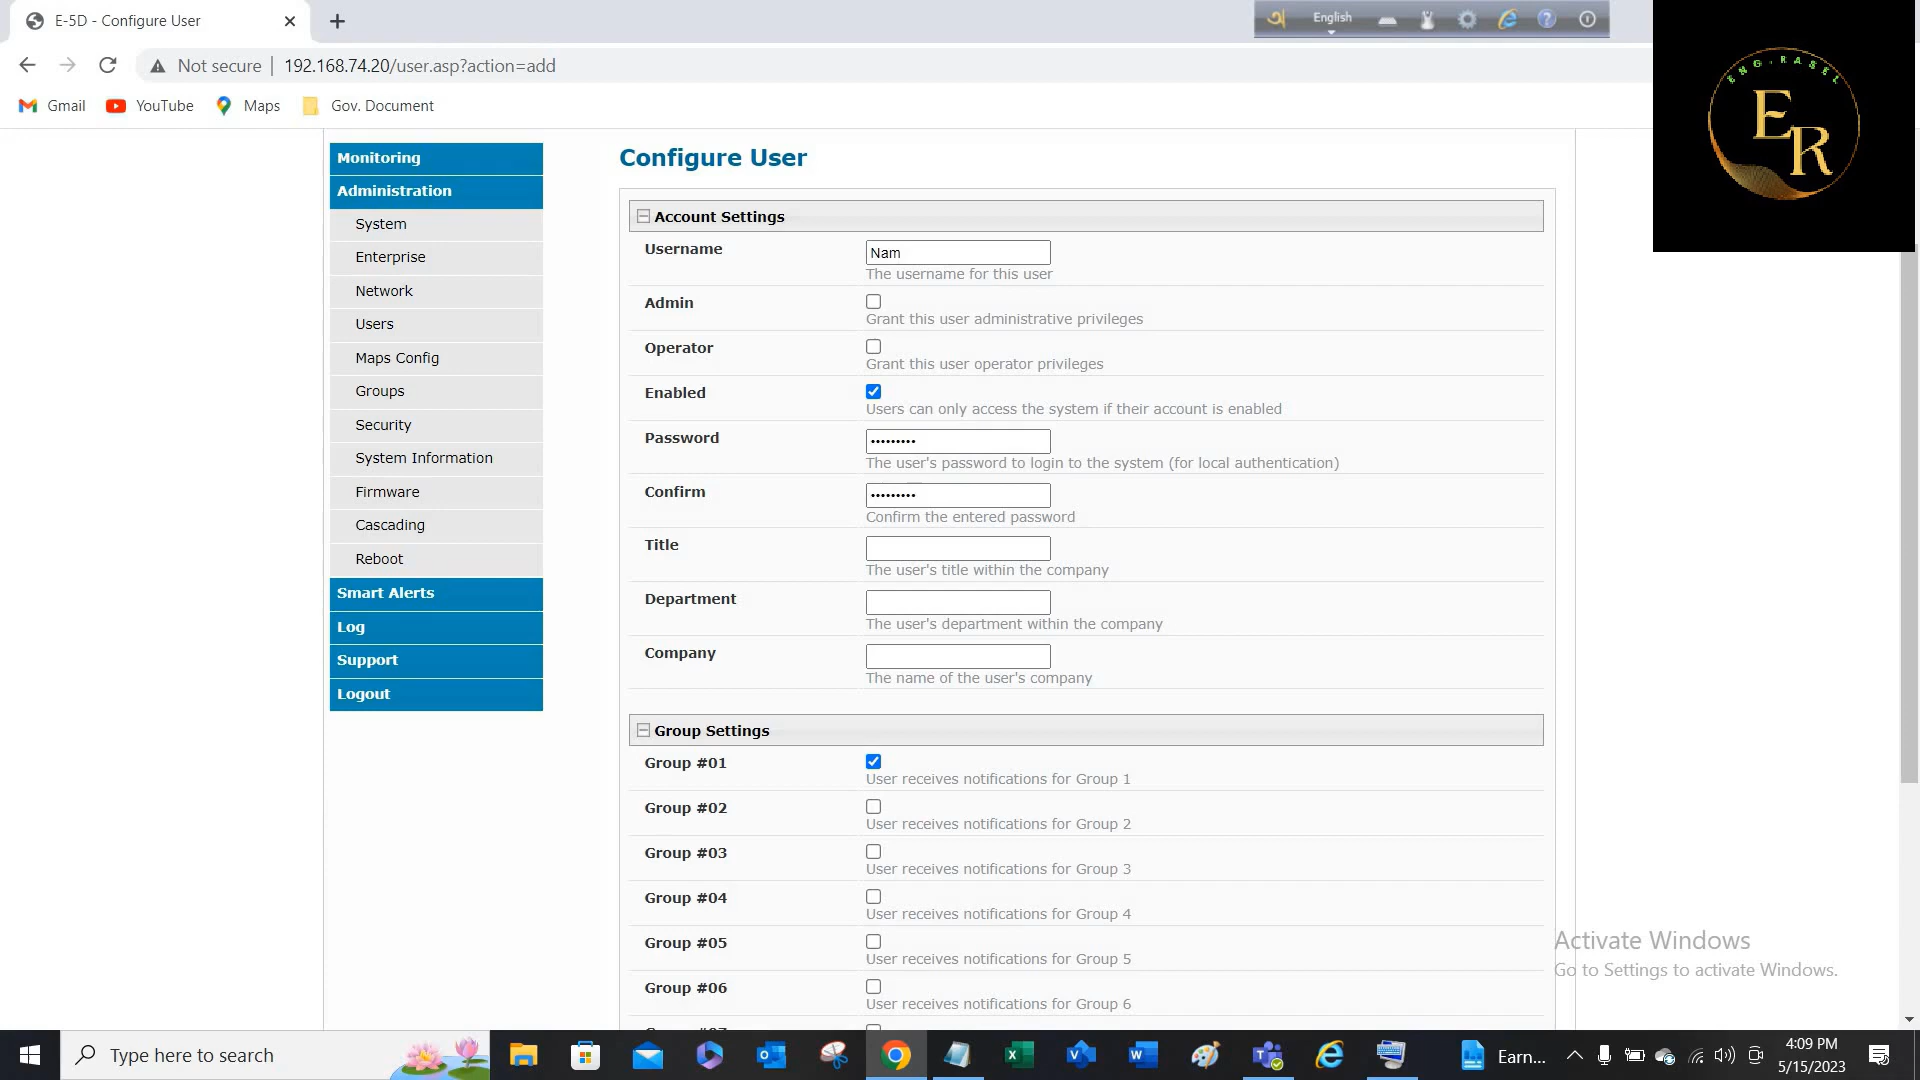 E-5D - Configure User
English
Not secure
192.168.74.20/user.asp?action=add
Gmail
YouTube
Maps
Gov. Document
ENG.RASEL
ER
Monitoring
Administration
System
Enterprise
Network
Users
Maps Config
Groups
Security
System Information
Firmware
Cascading
Reboot
Smart Alerts
Log
Support
Logout
Configure User
Account Settings
Username
Nam
The username for this user
Admin
Grant this user administrative privileges
Operator
Grant this user operator privileges
Enabled
Users can only access the system if their account is enabled
Password
•••••••••
The user's password to login to the system (for local authentication)
Confirm
•••••••••
Confirm the entered password
Title
The user's title within the company
Department
The user's department within the company
Company
The name of the user's company
Group Settings
Group #01
User receives notifications for Group 1
Group #02
User receives notifications for Group 2
Group #03
User receives notifications for Group 3
Group #04
User receives notifications for Group 4
Group #05
User receives notifications for Group 5
Group #06
User receives notifications for Group 6
Activate Windows
Go to Settings to activate Windows.
Type here to search
Earn...
4:09 PM
5/15/2023